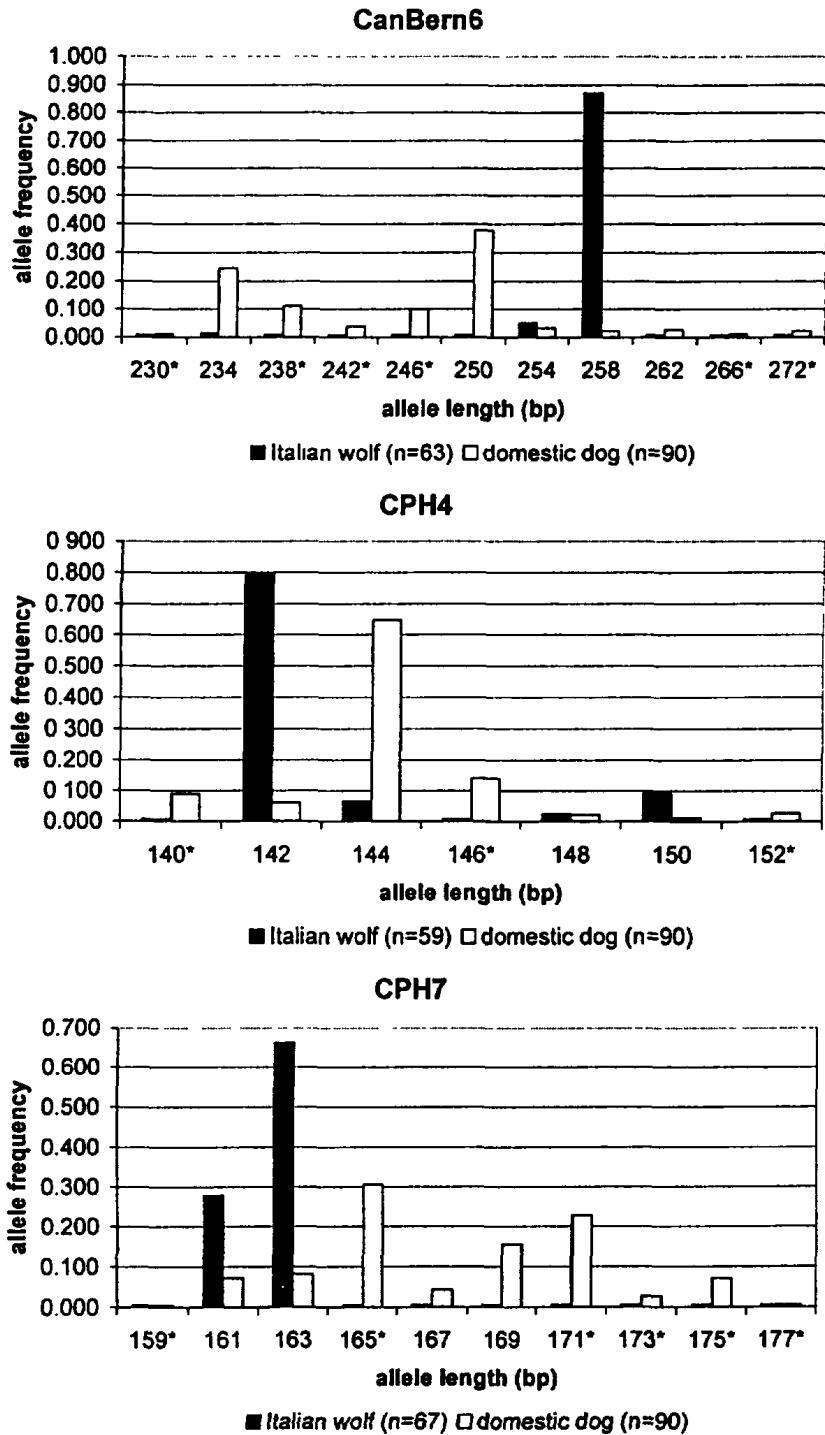 CanBern6
1.000
0.900
0.800
0.700
0.600
0.500
0.400
0.300
0.200
0.100
0.000
allele frequency
230* 234 238* 242* 246* 250 254 258 262 266* 272*
allele length (bp)
■ Italian wolf (n=63) □ domestic dog (n=90)
CPH4
0 900
0.800
0.700
0.600
0.500
0.400
0.300
0.200
0.100
0.000
allele frequency
140* 142 144 146* 148 150 152*
allele length (bp)
■ Italian wolf (n=59) □ domestic dog (n=90)
CPH7
0.700
0.600
0.500
0.400
0.300
0.200
0.100
0.000
allele frequency
159* 161 163 165* 167 169 171* 173* 175* 177*
allele length (bp)
■ Italian wolf (n=67) □ domestic dog (n=90)